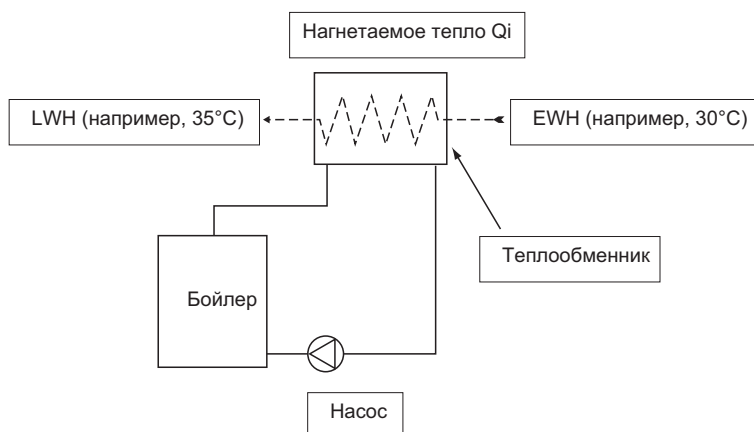 Нагнетаемое тепло Qi
LWH (например, 35°C)
EWH (например, 30°C)
Теплообменник
Бойлер
Насос